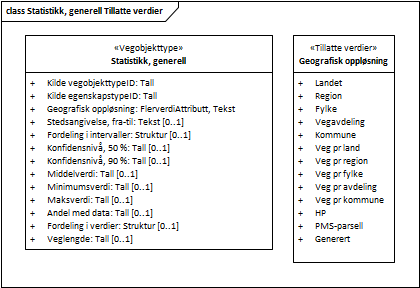 class Statistikk, generell Tillatte verdier
«Vegobjekttype»
Statistikk, generell
+ Kilde vegobjekttypeID: Tall
+ Kilde egenskapstypeID: Tall
+ Geografisk oppløsning: FlerverdiAttributt, Tekst
+ Stedsangivelse, fra-til: Tekst [0..1]
+ Fordeling i intervaller: Struktur [0..1]
+ Konfidensnivå, 50 %: Tall [0..1]
+ Konfidensnivå, 90 %: Tall [0..1]
+ Middelverdi: Tall [0..1]
+ Minimumsverdi: Tall [0..1]
+ Maksverdi: Tall [0..1]
+ Andel med data: Tall [0..1]
+ Fordeling i verdier: Struktur [0..1]
+ Veglengde: Tall [0..1]
«Tillatte verdier»
Geografisk oppløsning
+ Landet
+ Region
+ Fylke
+ Vegavdeling
+ Kommune
+ Veg pr land
+ Veg pr region
+ Veg pr fylke
+ Veg pr avdeling
+ Veg pr kommune
+ HP
+ PMS-parsell
+ Generert